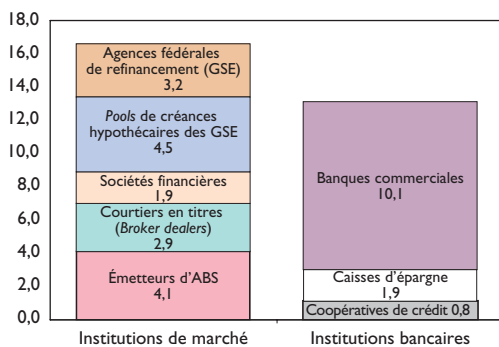 18,0
16,0
14,0
12,0
10,0
8,0
6,0
4,0
2,0
0,0
Agences fédérales
de refinancement (GSE)
3,2
Pools de créances
hypothécaires des GSE
4,5
Sociétés financières
1,9
Courtiers en titres
(Broker dealers)
2,9
Émetteurs d'ABS
4,1
Banques commerciales
10,1
Caisses d'épargne
1,9
Coopératives de crédit 0,8
Institutions de marché
Institutions bancaires